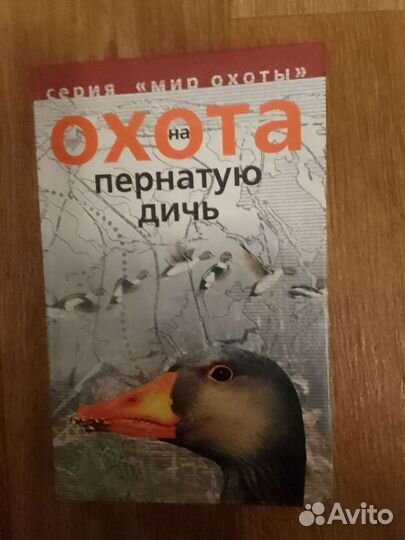 серия «мир охоты»
охота
на
пернатую
дичь
Avito